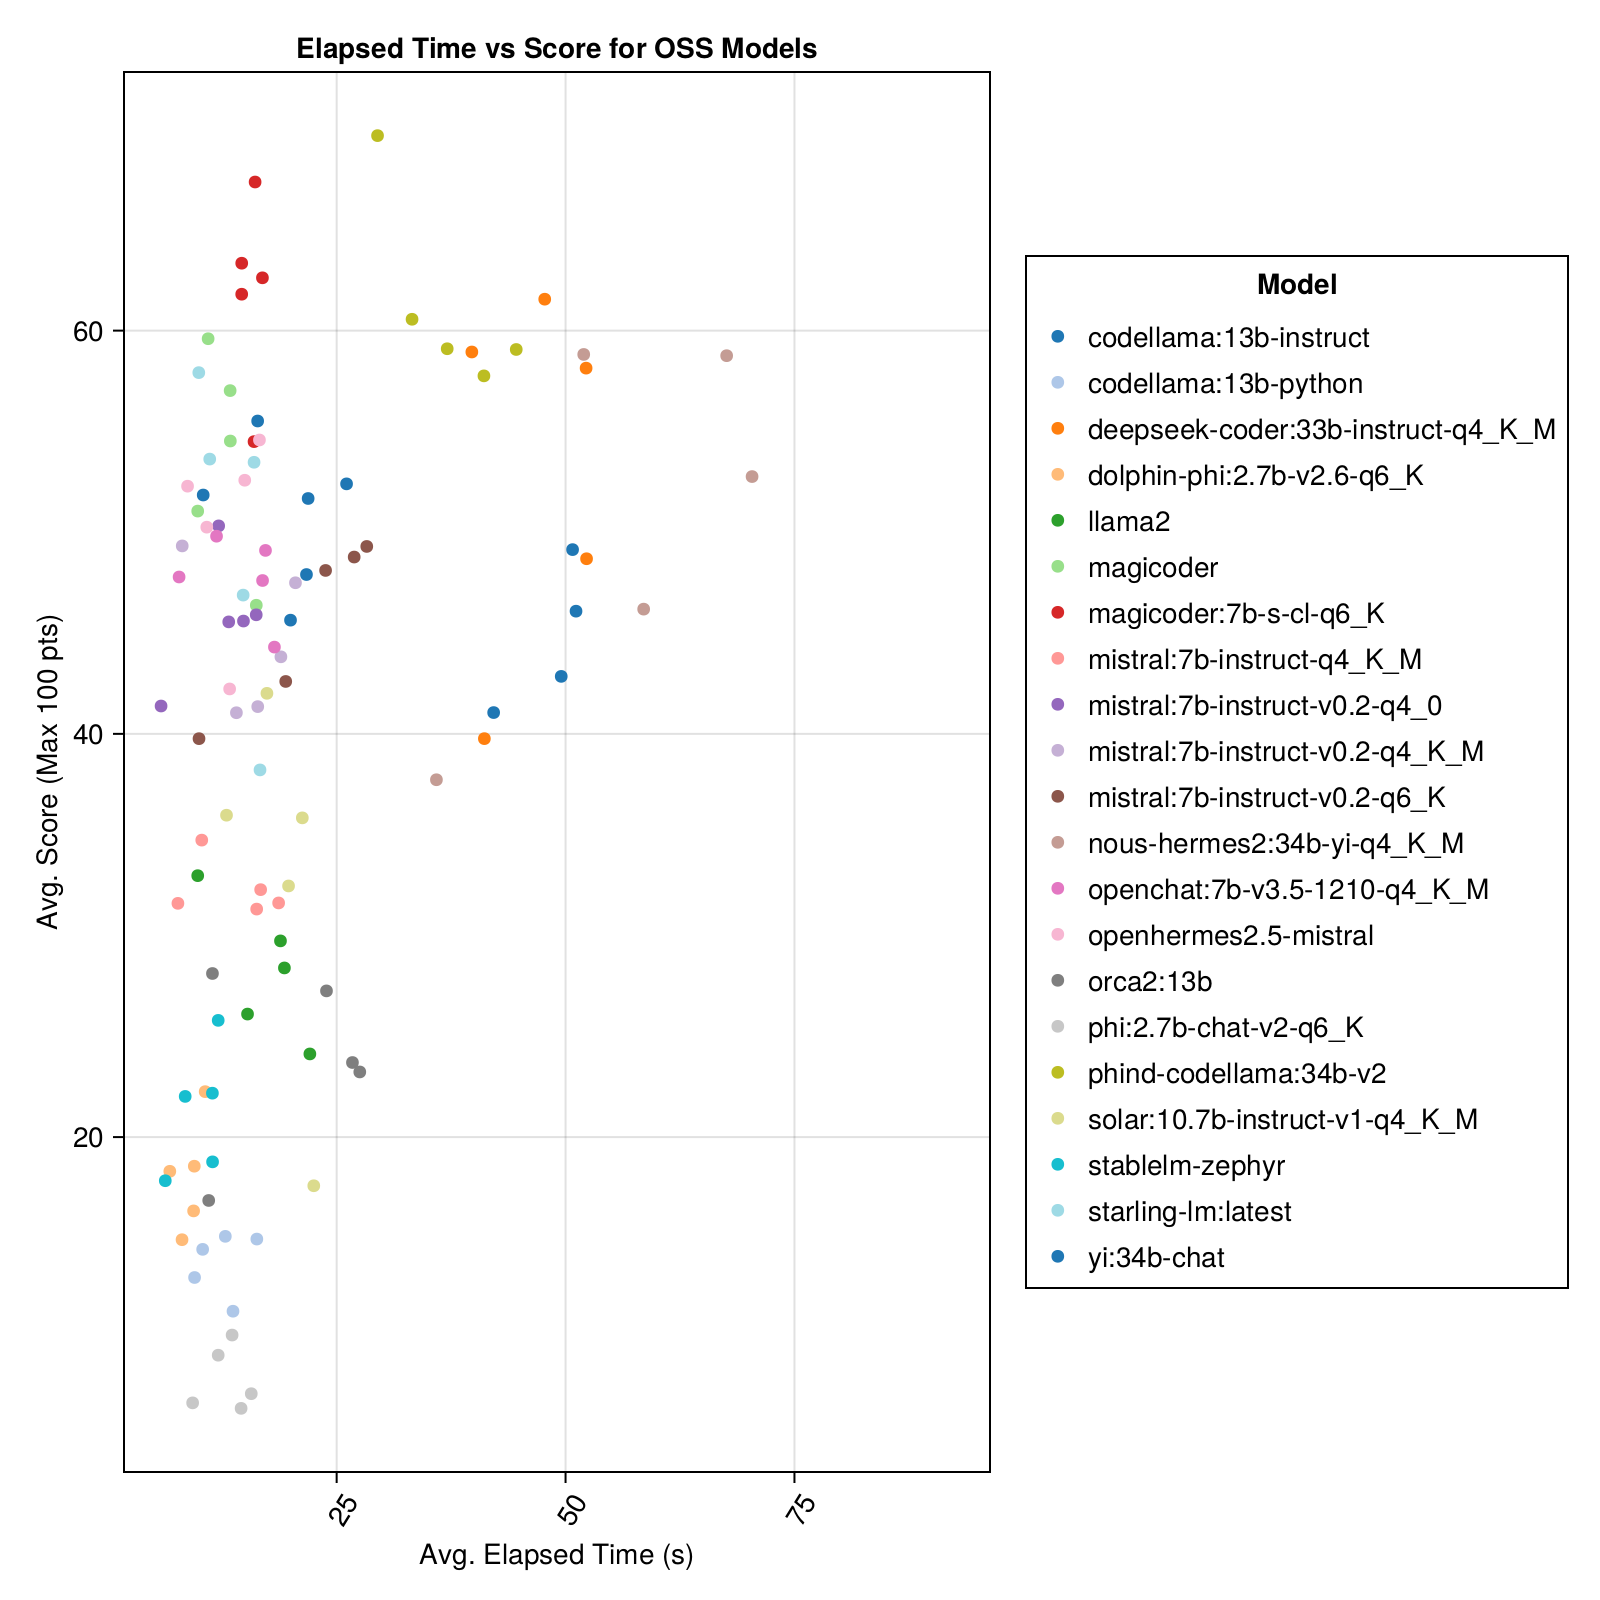 Elapsed Time vs Score for OSS Models
Avg. Score (Max 100 pts)
60
40
20
25
50
75
Avg. Elapsed Time (s)
Model
codellama:13b-instruct
codellama:13b-python
deepseek-coder:33b-instruct-q4_K_M
dolphin-phi:2.7b-v2.6-q6_K
llama2
magicoder
magicoder:7b-s-cl-q6_K
mistral:7b-instruct-q4_K_M
mistral:7b-instruct-v0.2-q4_0
mistral:7b-instruct-v0.2-q4_K_M
mistral:7b-instruct-v0.2-q6_K
nous-hermes2:34b-yi-q4_K_M
openchat:7b-v3.5-1210-q4_K_M
openhermes2.5-mistral
orca2:13b
phi:2.7b-chat-v2-q6_K
phind-codellama:34b-v2
solar:10.7b-instruct-v1-q4_K_M
stablelm-zephyr
starling-lm:latest
yi:34b-chat